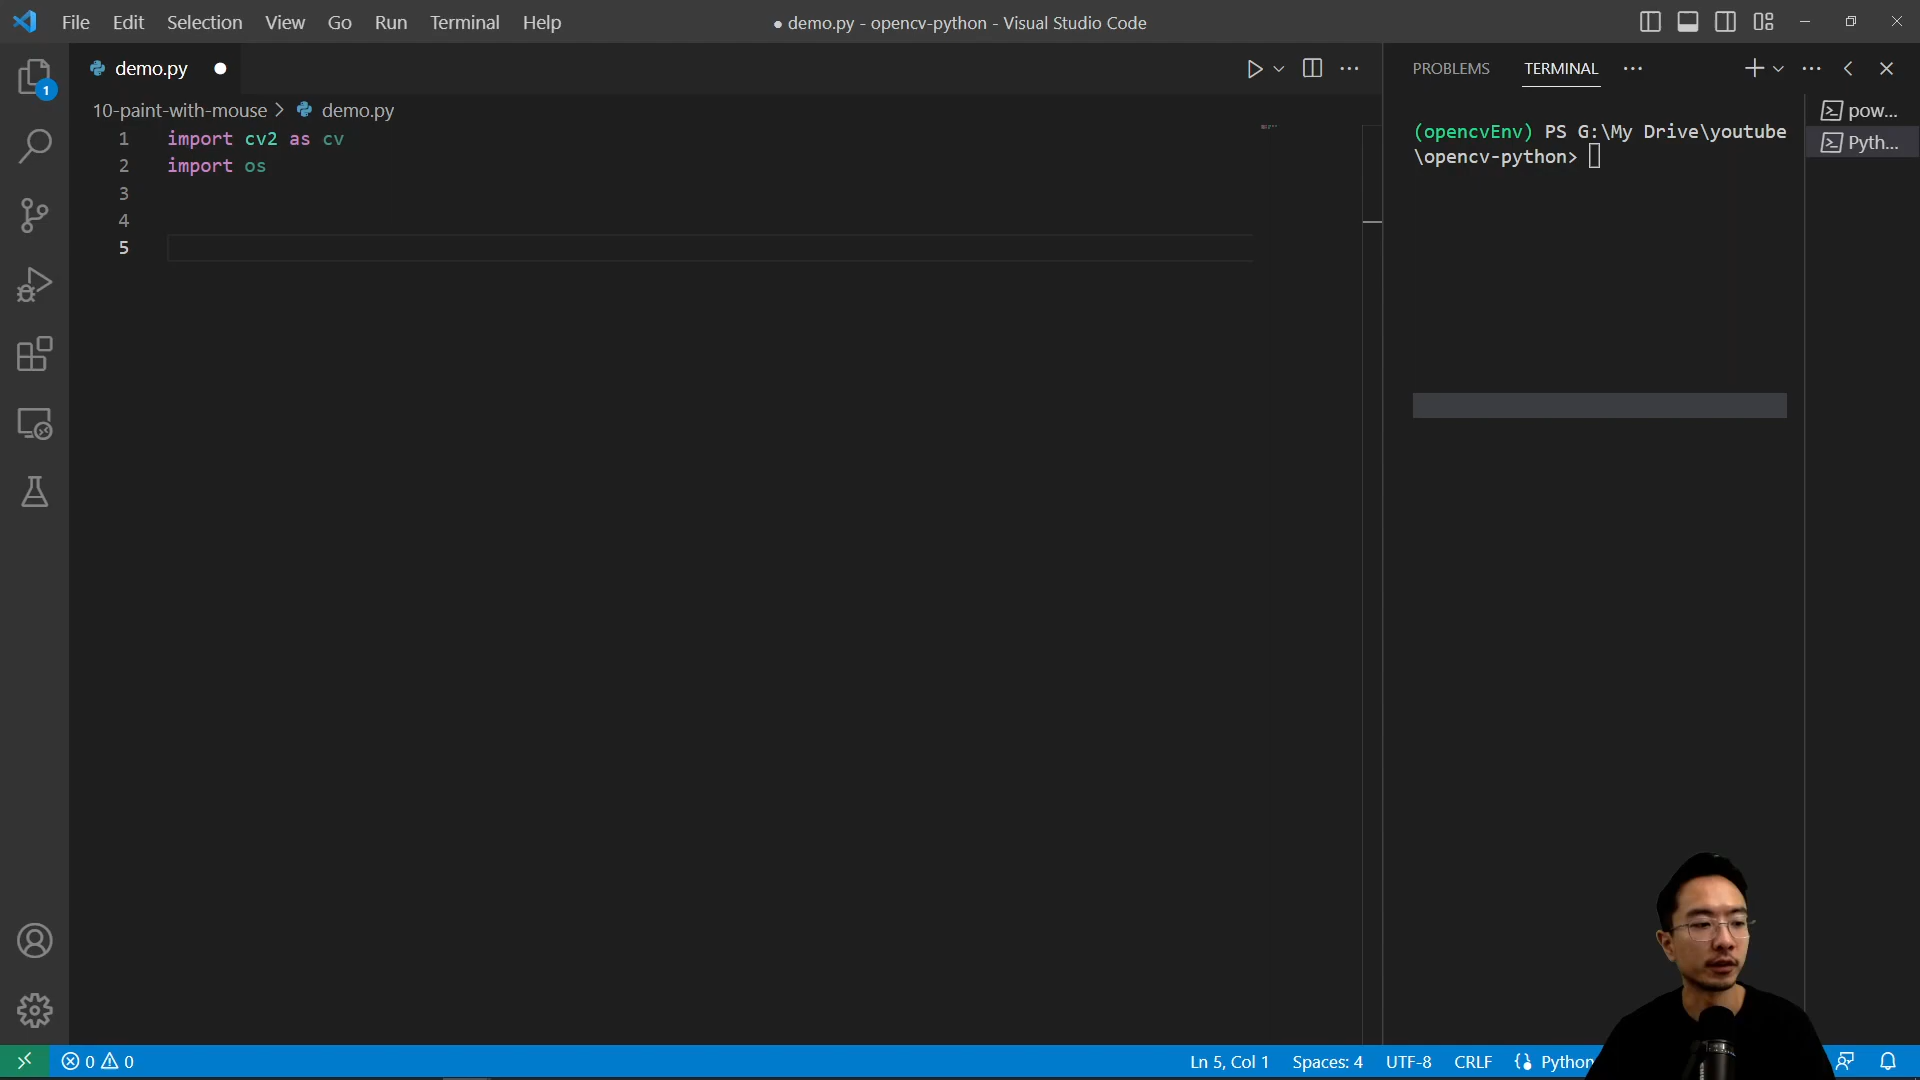 File Edit Selection View Go Run Terminal Help
● demo.py - opencv-python - Visual Studio Code
demo.py
PROBLEMS TERMINAL
10-paint-with-mouse > demo.py
1 import cv2 as cv
2 import os
3
4
5
(opencvEnv) PS G:\My Drive\youtube
\opencv-python>
pow...
Pyth...
1
0 0
Ln 5, Col 1 Spaces: 4 UTF-8 CRLF Python